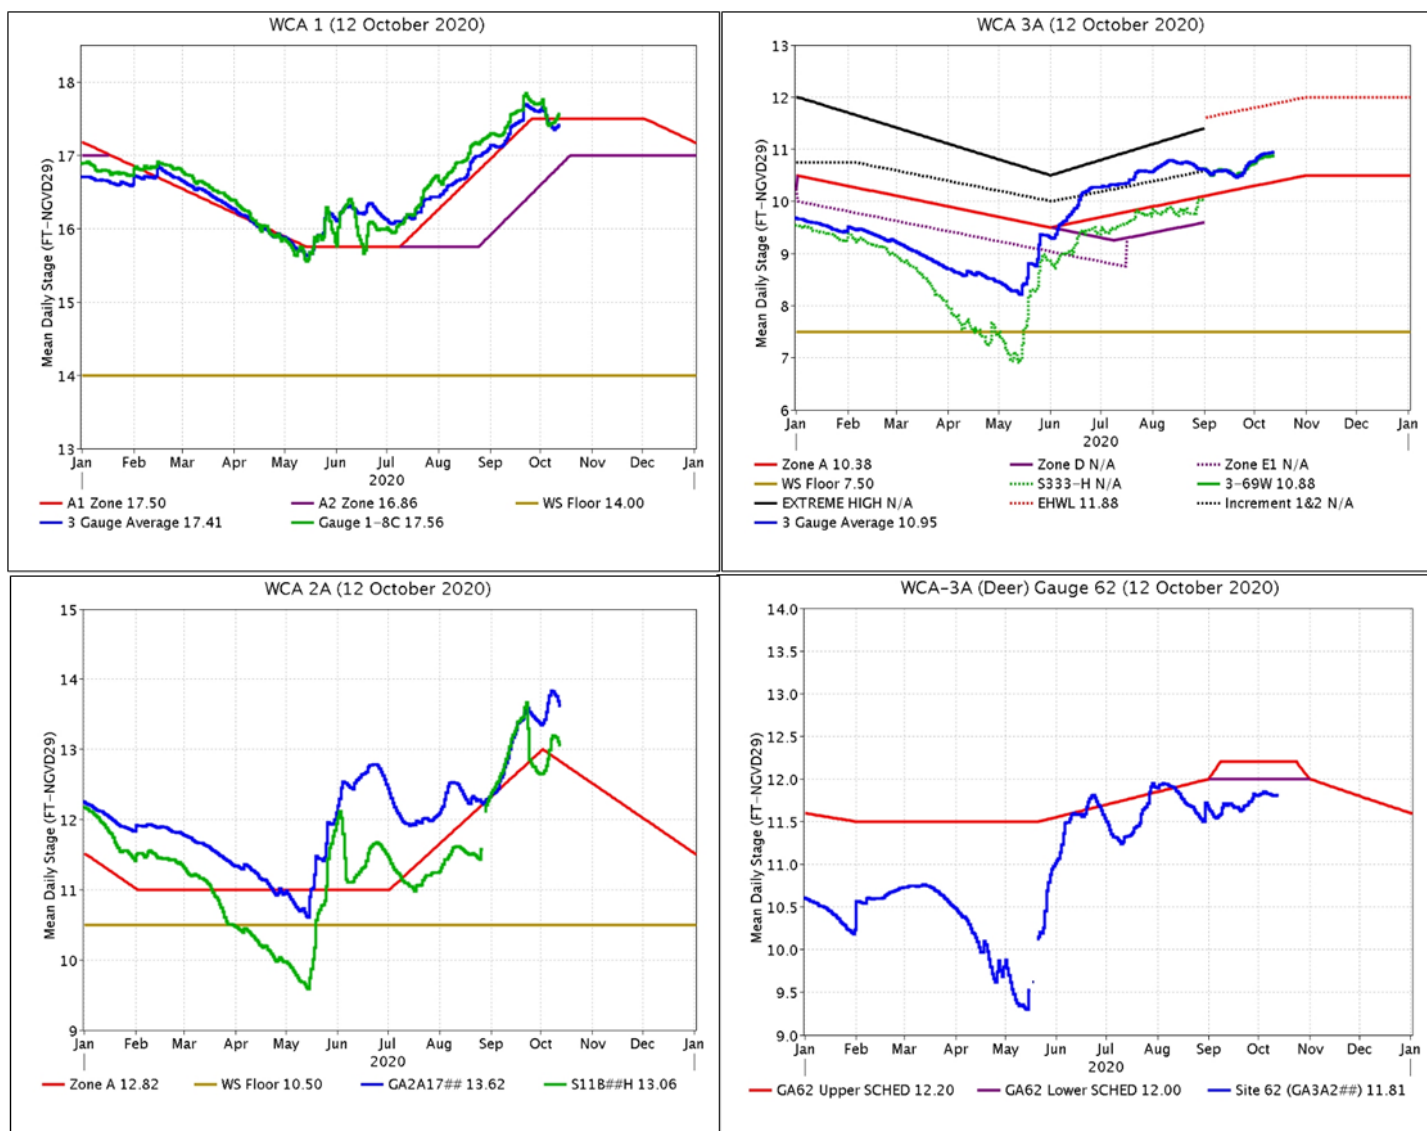 WCA 1 (12 October 2020)
Mean Daily Stage (FT-NGVD29)
18
17
16
15
14
13
Jan Feb Mar Apr May Jun Jul Aug Sep Oct Nov Dec Jan
2020
A1 Zone 17.50 A2 Zone 16.86 WS Floor 14.00
3 Gauge Average 17.41 Gauge 1-8C 17.56
WCA 3A (12 October 2020)
Mean Daily Stage (FT-NGVD29)
13
12
11
10
9
8
7
6
Jan Feb Mar Apr May Jun Jul Aug Sep Oct Nov Dec Jan
2020
Zone A 10.38 Zone D N/A Zone E1 N/A
WS Floor 7.50 S333-H N/A 3-69W 10.88
EXTREME HIGH N/A EHWL 11.88 Increment 1&2 N/A
3 Gauge Average 10.95
WCA 2A (12 October 2020)
Mean Daily Stage (FT-NGVD29)
15
14
13
12
11
10
9
Jan Feb Mar Apr May Jun Jul Aug Sep Oct Nov Dec Jan
2020
Zone A 12.82 WS Floor 10.50 GA2A17## 13.62 S11B##H 13.06
WCA-3A (Deer) Gauge 62 (12 October 2020)
Mean Daily Stage (FT-NGVD29)
14.0
13.5
13.0
12.5
12.0
11.5
11.0
10.5
10.0
9.5
9.0
Jan Feb Mar Apr May Jun Jul Aug Sep Oct Nov Dec Jan
2020
GA62 Upper SCHED 12.20 GA62 Lower SCHED 12.00 Site 62 (GA3A2##) 11.81